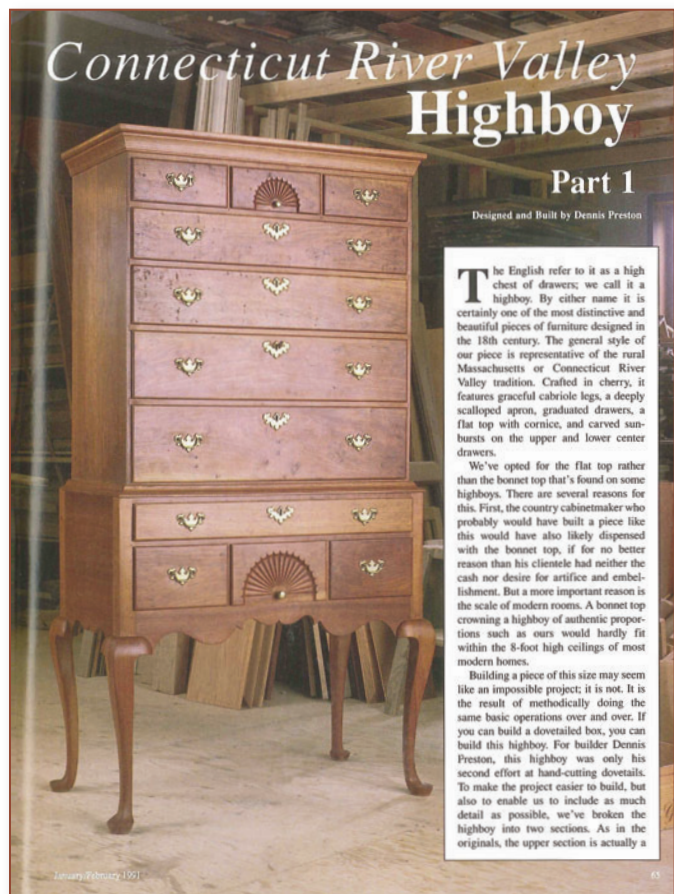 Connecticut River Valley
Highboy
Part 1
Designed and Built by Dennis Preston
The English refer to it as a high
chest of drawers; we call it a
highboy. By either name it is
certainly one of the most distinctive and
beautiful pieces of furniture designed in
the 18th century. The general style of
our piece is representative of the rural
Massachusetts or Connecticut River
Valley tradition. Crafted in cherry, it
features graceful cabriole legs, a deeply
scalloped apron, graduated drawers, a
flat top with cornice, and carved sun-
bursts on the upper and lower center
drawers.
We've opted for the flat top rather
than the bonnet top that's found on some
highboys. There are several reasons for
this. First, the country cabinetmaker who
probably would have built a piece like
this would have also likely dispensed
with the bonnet top, if for no better
reason than his clientele had neither the
cash nor desire for artifice and embel-
lishment. But a more important reason is
the scale of modern rooms. A bonnet top
crowning a highboy of authentic propor-
tions such as ours would hardly fit
within the 8-foot high ceilings of most
modern homes.
Building a piece of this size may seem
like an impossible project; it is not. It is
the result of methodically doing the
same basic operations over and over. If
you can build a dovetailed box, you can
build this highboy. For builder Dennis
Preston, this highboy was only his
second effort at hand-cutting dovetails.
To make the project easier to build, but
also to enable us to include as much
detail as possible, we've broken the
highboy into two sections. As in the
originals, the upper section is actually a
January/February 1991
65